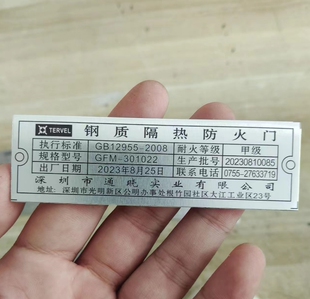 TERVEL 钢质隔热防火门
执行标准 GB12955-2008 耐火等级 甲级
规格型号 GFM-301022 生产批号 20230810085
出厂日期 2023年8月25日 联系电话 0755-27633719
深圳市通晄实业有限公司
地址:深圳市光明新区公明办事处根竹园社区大江工业区23号